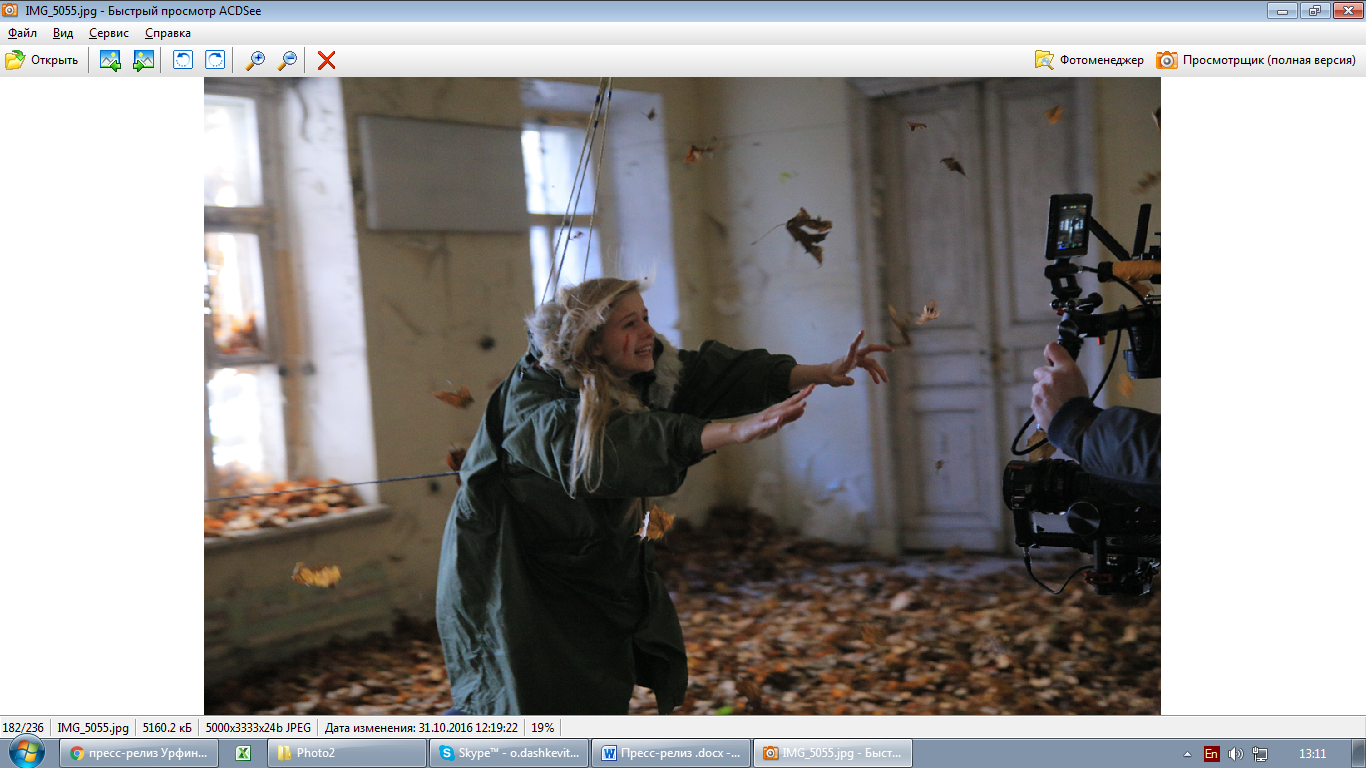 IMG_5055.jpg - Быстрый просмотр ACDSee
Файл Вид Сервис Справка
Открыть Фотоменеджер Просмотрщик (полная версия)
182/236 IMG_5055.jpg 5160.2 кБ 5000x3333x24b JPEG Дата изменения: 31.10.2016 12:19:22 19%
пресс-релиз Урфин... Photo2 Skype™ - o.dashkevit... Пресс-релиз .docx -... IMG_5055.jpg - Быст... En 13:11